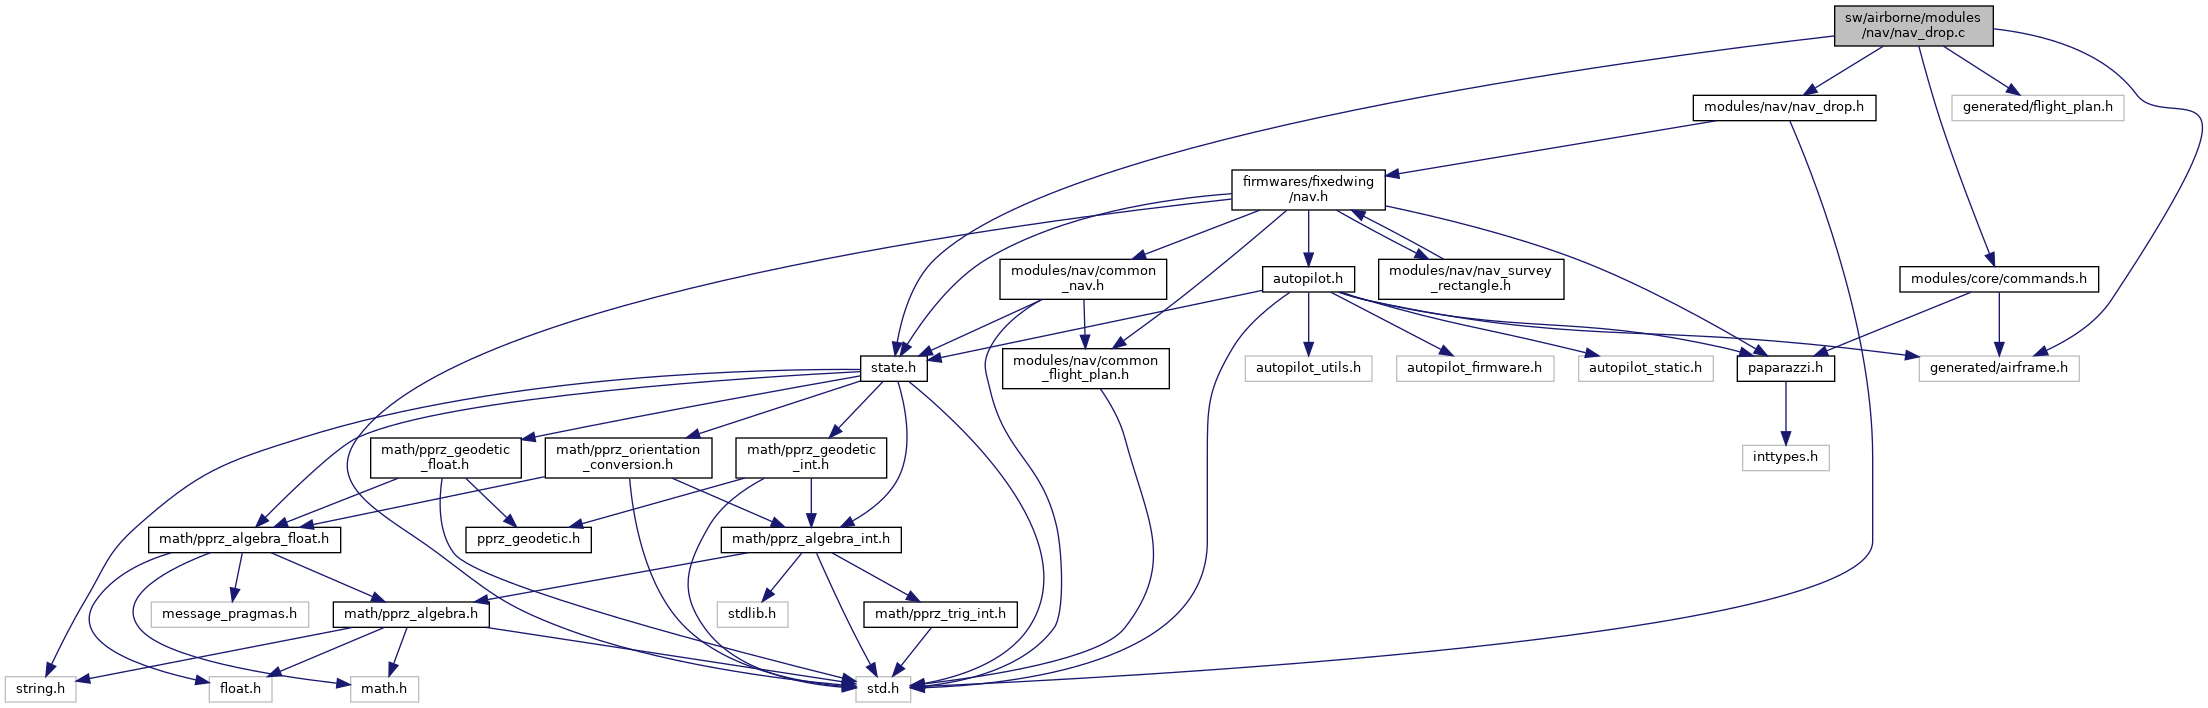 sw/airborne/modules
/nav/nav_drop.c
modules/nav/nav_drop.h
generated/flight_plan.h
firmwares/fixedwing
/nav.h
modules/nav/common
_nav.h
autopilot.h
modules/nav/nav_survey
_rectangle.h
modules/core/commands.h
state.h
modules/nav/common
_flight_plan.h
autopilot_utils.h
autopilot_firmware.h
autopilot_static.h
paparazzi.h
generated/airframe.h
math/pprz_geodetic
_float.h
math/pprz_orientation
_conversion.h
math/pprz_geodetic
_int.h
inttypes.h
math/pprz_algebra_float.h
pprz_geodetic.h
math/pprz_algebra_int.h
message_pragmas.h
math/pprz_algebra.h
stdlib.h
math/pprz_trig_int.h
string.h
float.h
math.h
std.h